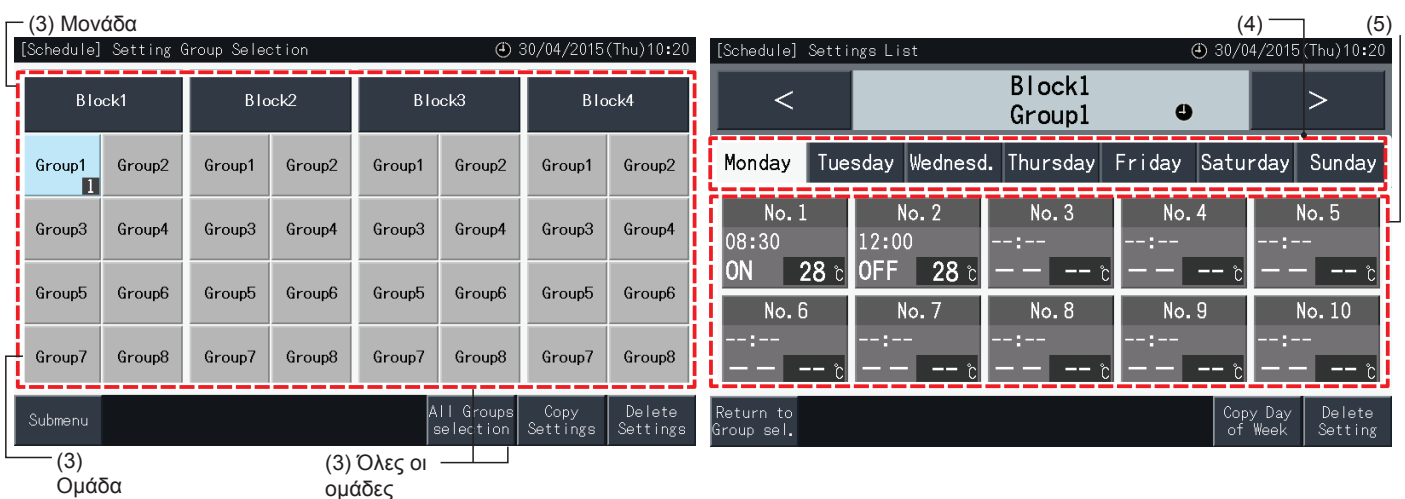 (3) Μονάδα
[Schedule] Setting Group Selection 30/04/2015(Thu)10:20
Block1 Block2 Block3 Block4
Group1 Group2 Group1 Group2 Group1 Group2 Group1 Group2
1
Group3 Group4 Group3 Group4 Group3 Group4 Group3 Group4
Group5 Group6 Group5 Group6 Group5 Group6 Group5 Group6
Group7 Group8 Group7 Group8 Group7 Group8 Group7 Group8
Submenu
All Groups
selection
Copy
Settings
Delete
Settings
(3)
Ομάδα
(3) Όλες οι
ομάδες
(4) (5)
[Schedule] Settings List 30/04/2015(Thu)10:20
<
Block1
Group1
>
Monday Tuesday Wednesd. Thursday Friday Saturday Sunday
No.1 No.2 No.3 No.4 No.5
08:30 12:00 --:-- --:-- --:--
ON 28 ℃ OFF 28 ℃ — — -- ℃ — — -- ℃ — — -- ℃
No.6 No.7 No.8 No.9 No.10
--:-- --:-- --:-- --:-- --:--
— — -- ℃ — — -- ℃ — — -- ℃ — — -- ℃ — — -- ℃
Return to
Group sel.
Copy Day
of Week
Delete
Setting